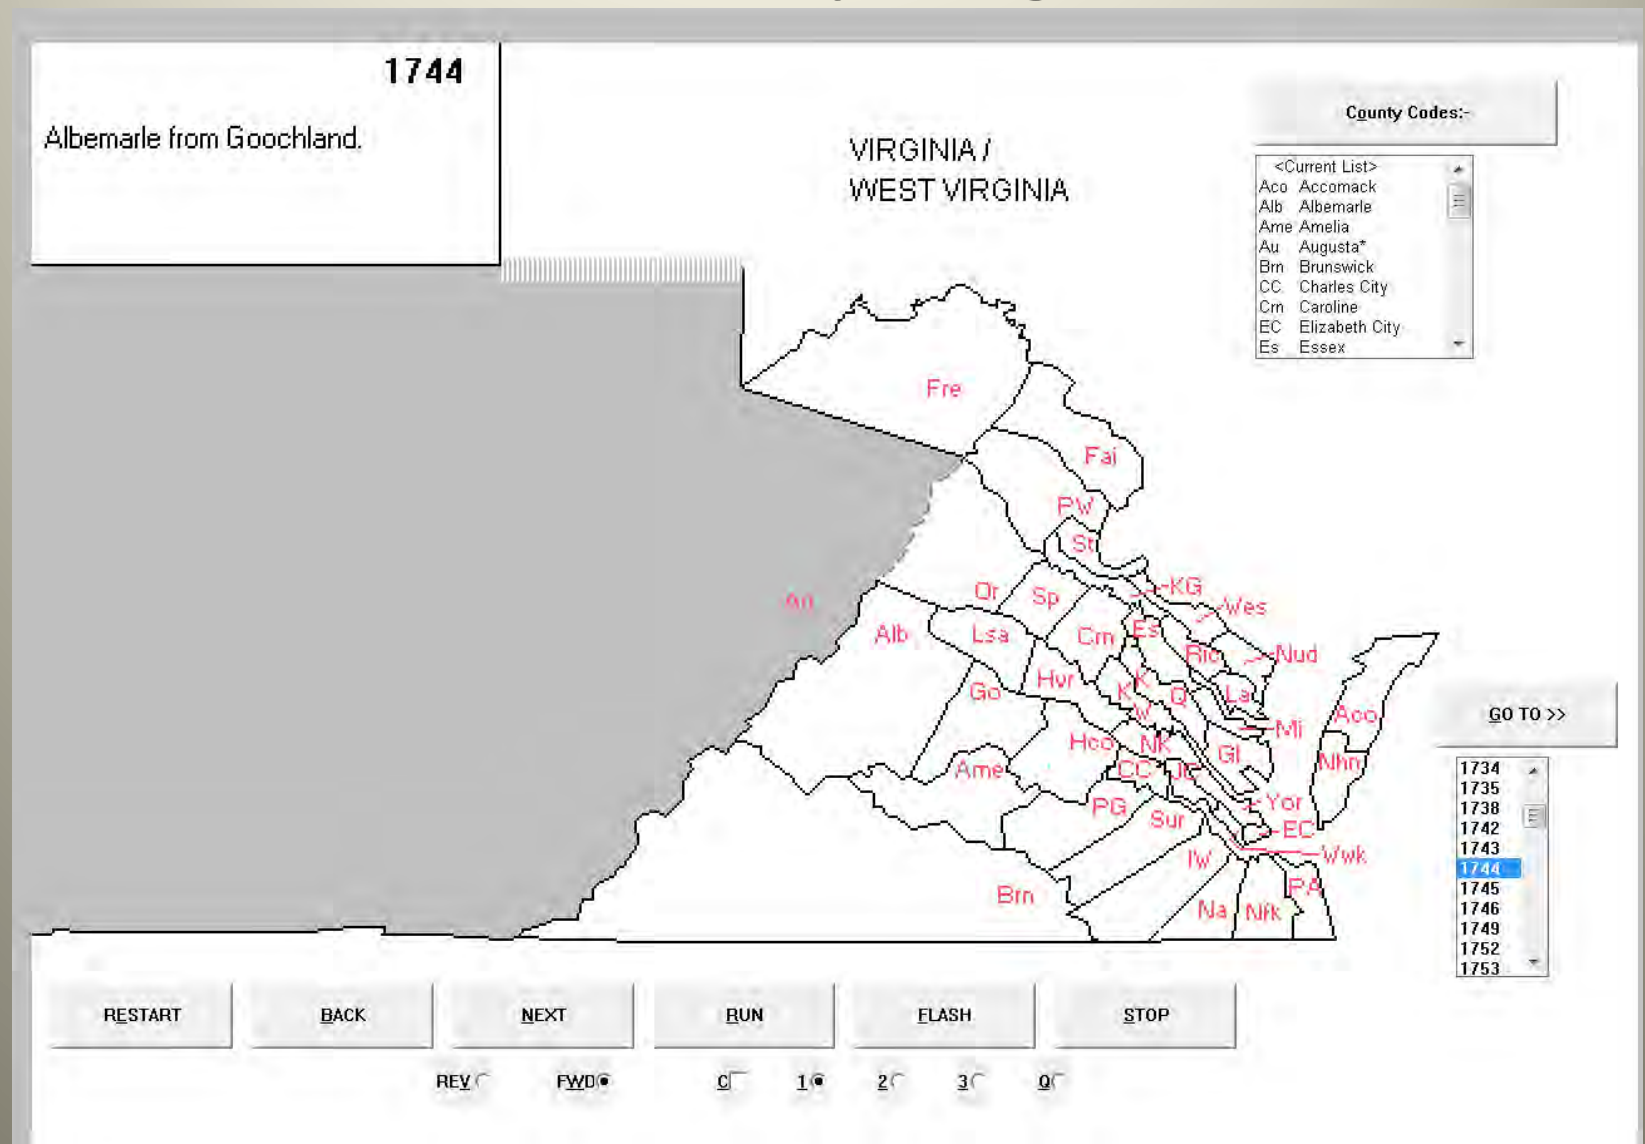 1744
Albemarle from Goochland.
VIRGINIA /
WEST VIRGINIA
County Codes:-
<Current List>
Aco Accomack
Alb Albemarle
Ame Amelia
Au Augusta*
Brn Brunswick
CC Charles City
Crn Caroline
EC Elizabeth City
Es Essex
Fre
Fai
PW
St
KG
Or
Sp
Wes
Au
Alb
Lsa
Crn
Es
Ric
Nud
Go
Hvr
K
K
W
Q
La
Aco
Mi
Hco
NK
Gl
Nhn
Ame
CC
JC
PG
Sur
Yor
EC
IW
Wwk
Brn
Na
Nfk
PA
GO TO >>
1734
1735
1738
1742
1743
1744
1745
1746
1749
1752
1753
RESTART
BACK
NEXT
RUN
FLASH
STOP
REV
FWD
C
1
2
3
Q